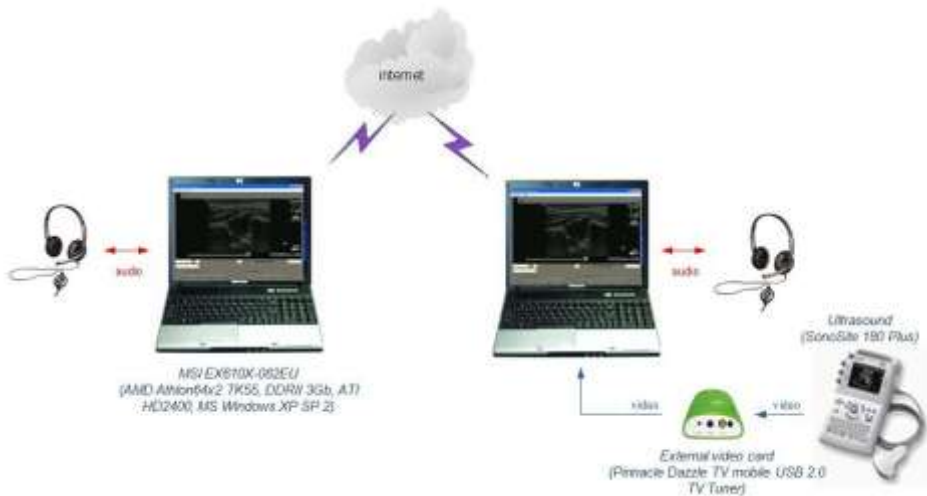 internet
audio
audio
Ultrasound
(SonoSite 180 Plus)
MSI EX610X-062EU
(AMD Athlon64x2 TK55, DDRII 3Gb, ATI
HD2400, MS Windows XP SP 2)
video
video
External video card
(Pinnacle Dazzle TV mobile USB 2.0
TV Tuner)